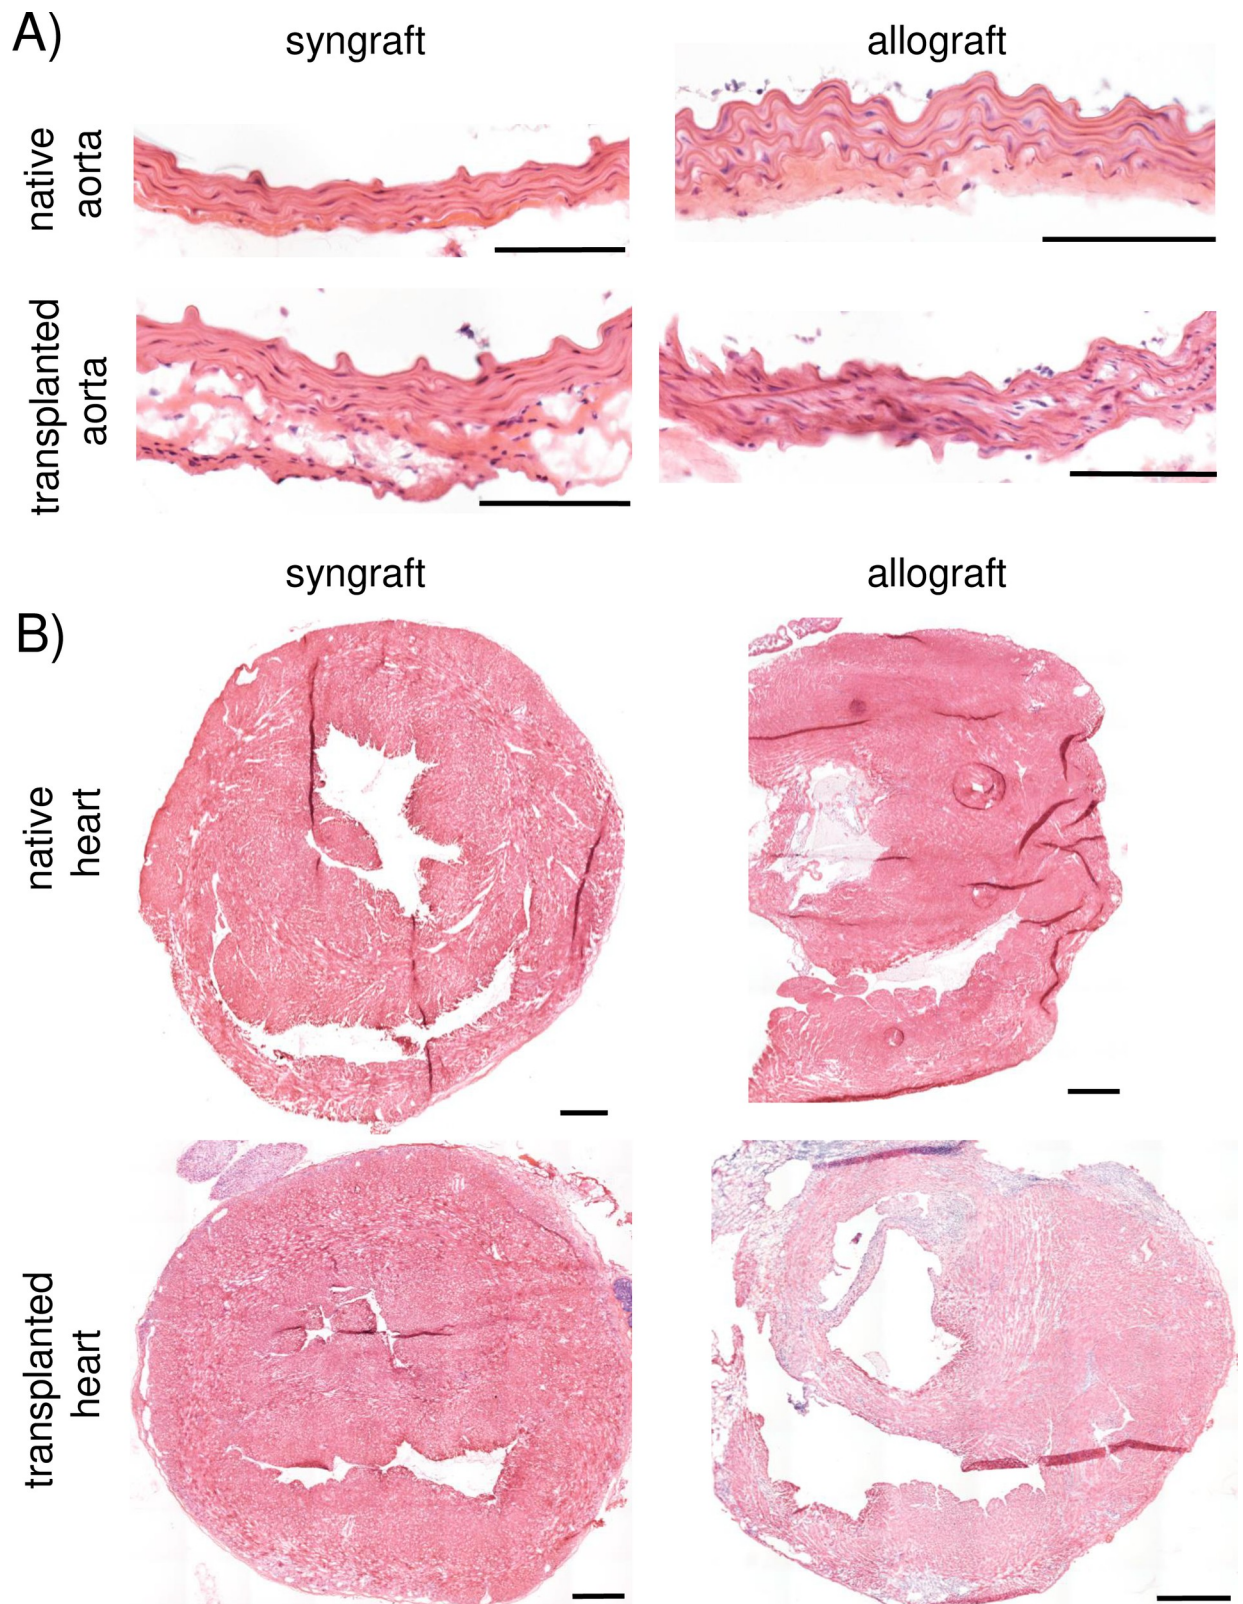 A)
syngraft
allograft
native
aorta
transplanted
aorta
syngraft
allograft
B)
native
heart
transplanted
heart